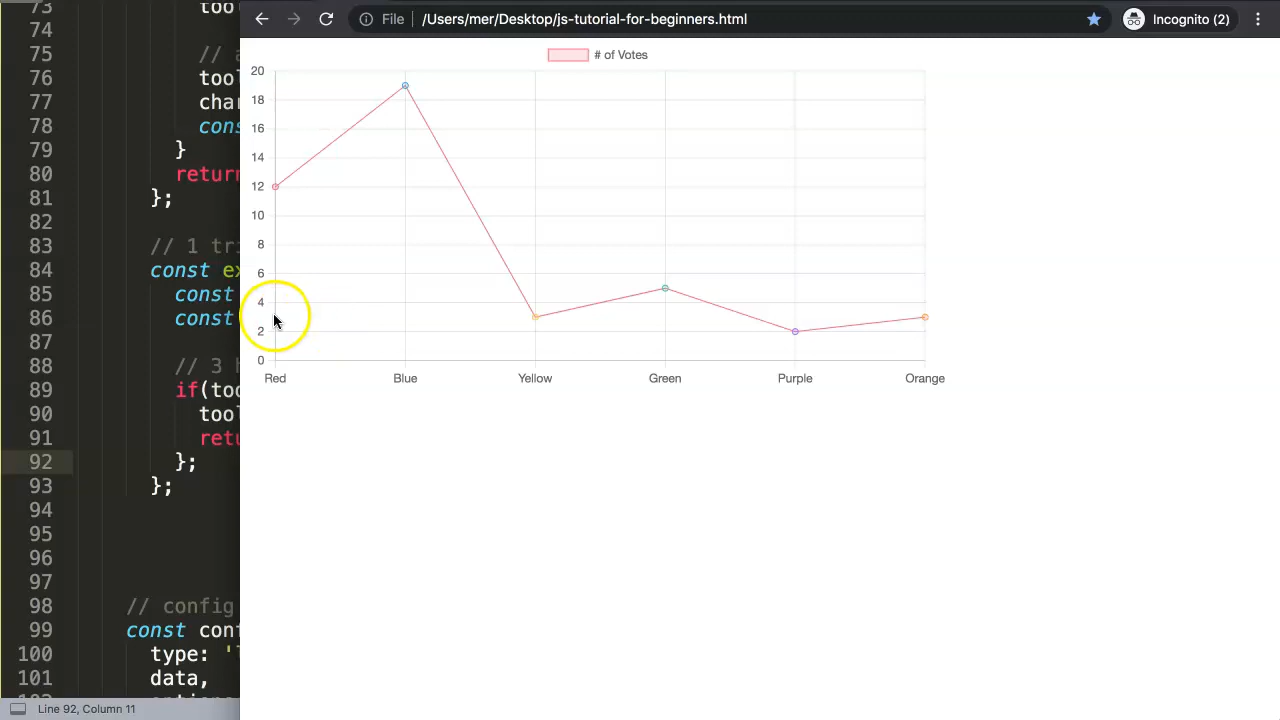 File
/Users/mer/Desktop/js-tutorial-for-beginners.html
Incognito (2)
# of Votes
20
18
16
14
12
10
8
6
4
2
0
Red Blue Yellow Green Purple Orange
73
74
75 //
76
77
78
79 }
80
81 };
82
83 // 1
84 const
85 const
86 const
87
88 // 3
89
90
91
92 };
93 };
94
95
96
97
98 // config
99 const
100 type:
101 data,
Line 92, Column 11